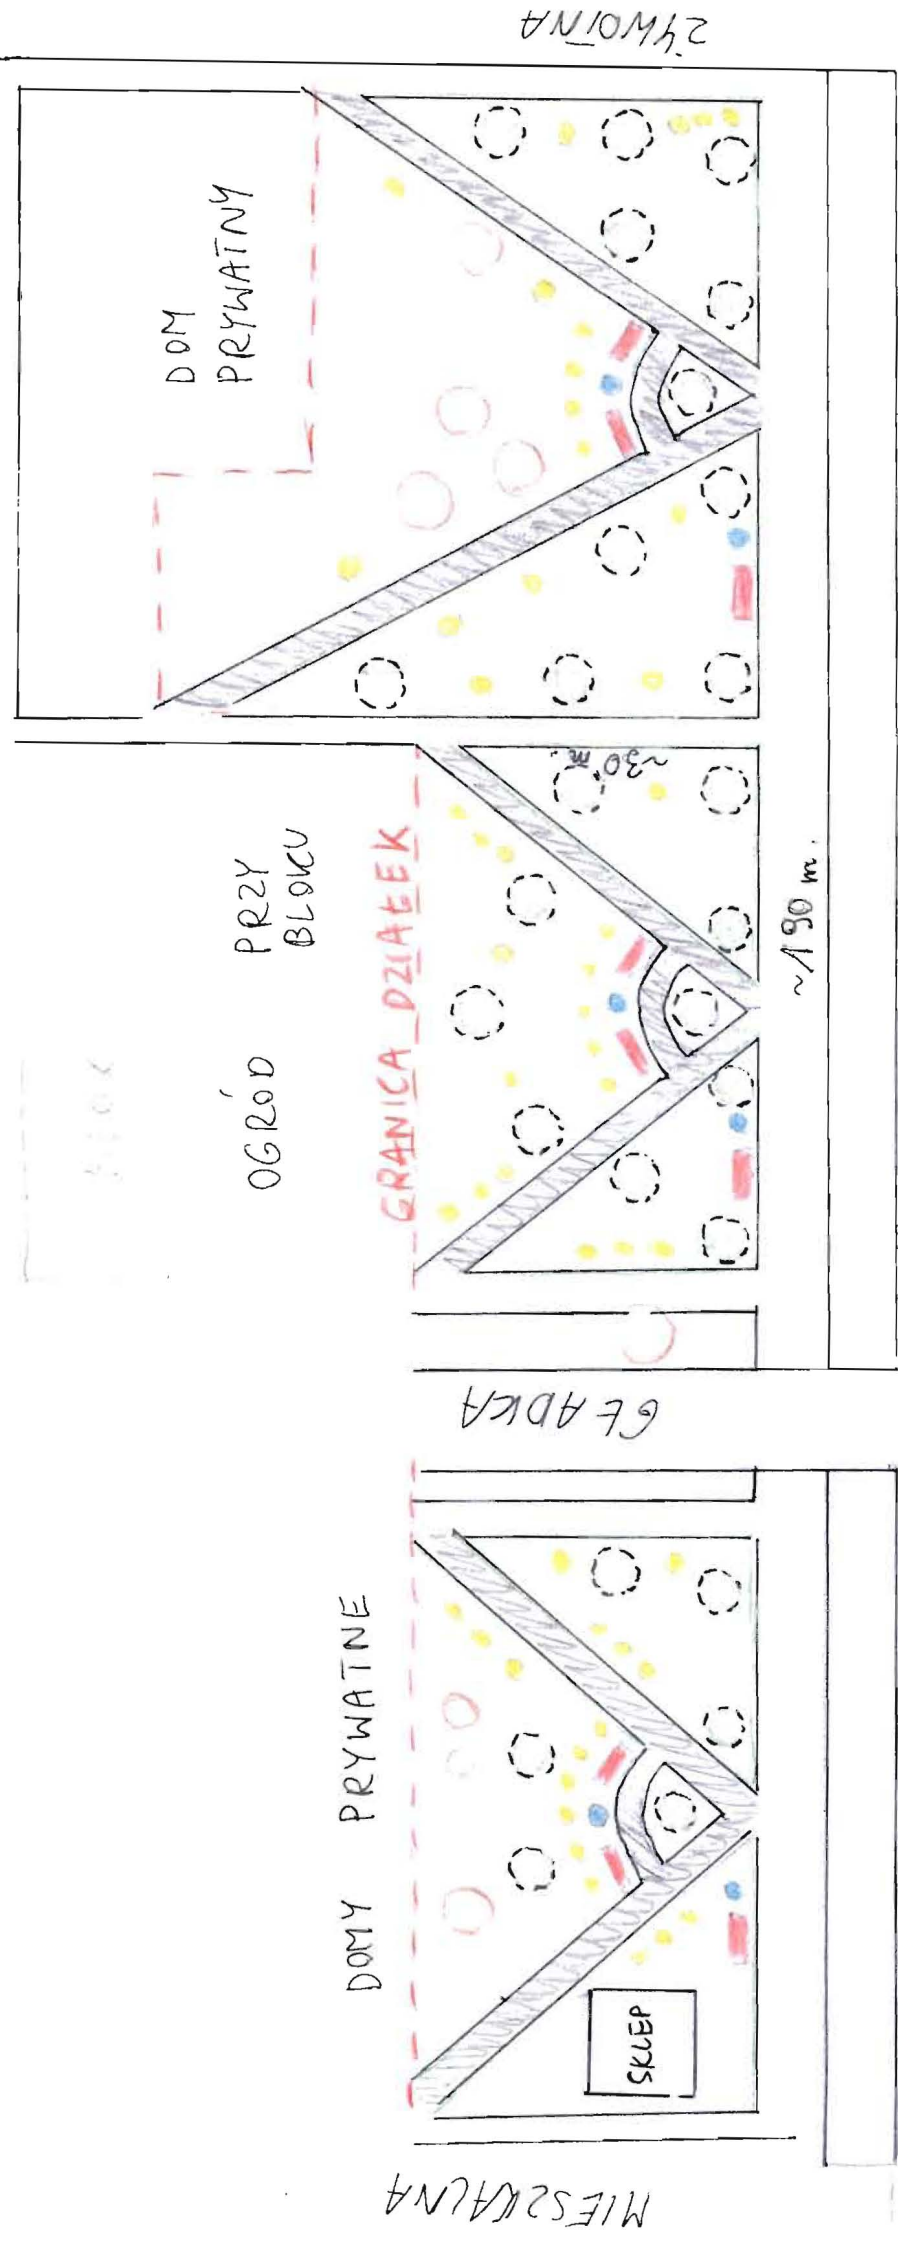 ŻYWOTNA
DOM
PRYWATNY
PRZY
BLOKU
OGRÓD
GRANICA DZIAŁEK
~30 m.
~190 m.
GŁADKA
DOMY PRYWATNE
SKLEP
MIESZKALNA